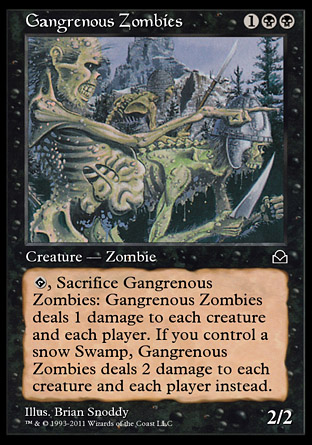 Gangrenous Zombies 1
Creature — Zombie
, Sacrifice Gangrenous
Zombies: Gangrenous Zombies
deals 1 damage to each creature
and each player. If you control a
snow Swamp, Gangrenous
Zombies deals 2 damage to each
creature and each player instead.
Illus. Brian Snoddy
™ & © 1993-2011 Wizards of the Coast LLC
2/2